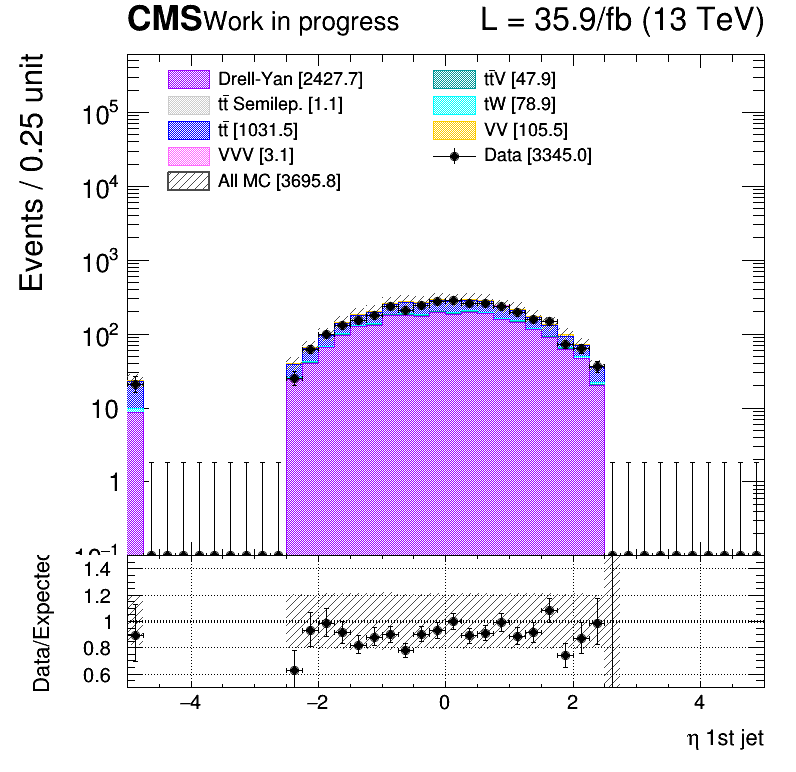 CMS Work in progress L = 35.9/fb (13 TeV)
Drell-Yan [2427.7] tt̄V [47.9]
tt̄ Semilep. [1.1] tW [78.9]
tt̄ [1031.5] VV [105.5]
VVV [3.1] Data [3345.0]
All MC [3695.8]
Events / 0.25 unit
10⁵
10⁴
10³
10²
10
1
10⁻¹
Data/Expected
1.4
1.2
1
0.8
0.6
−4 −2 0 2 4
η 1st jet